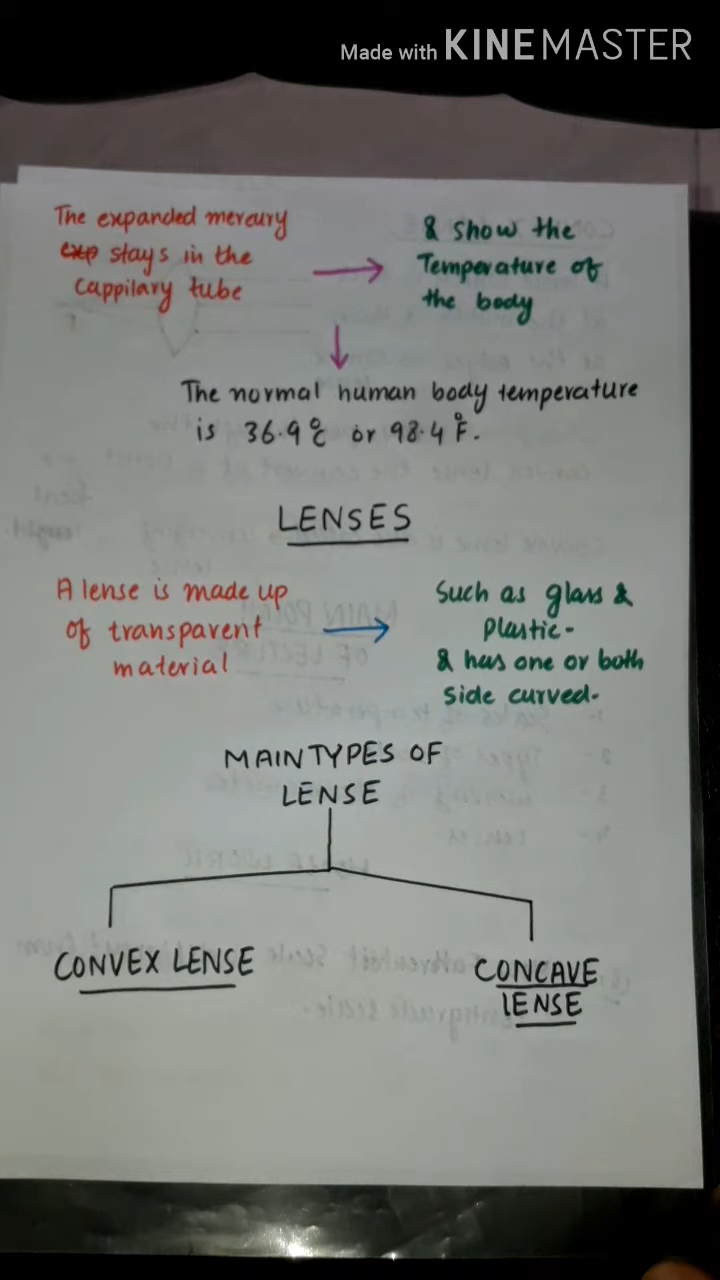 Made with KINEMASTER
The expanded mercury
exp stays in the
Cappilary tube
& show the
Temperature of
the body
The normal human body temperature
is 36.9°C or 98.4°F.
LENSES
A lense is made up
of transparent
material
Such as glass &
Plastic-
& has one or both
Side curved-
MAIN TYPES OF
LENSE
CONVEX LENSE
CONCAVE
LENSE